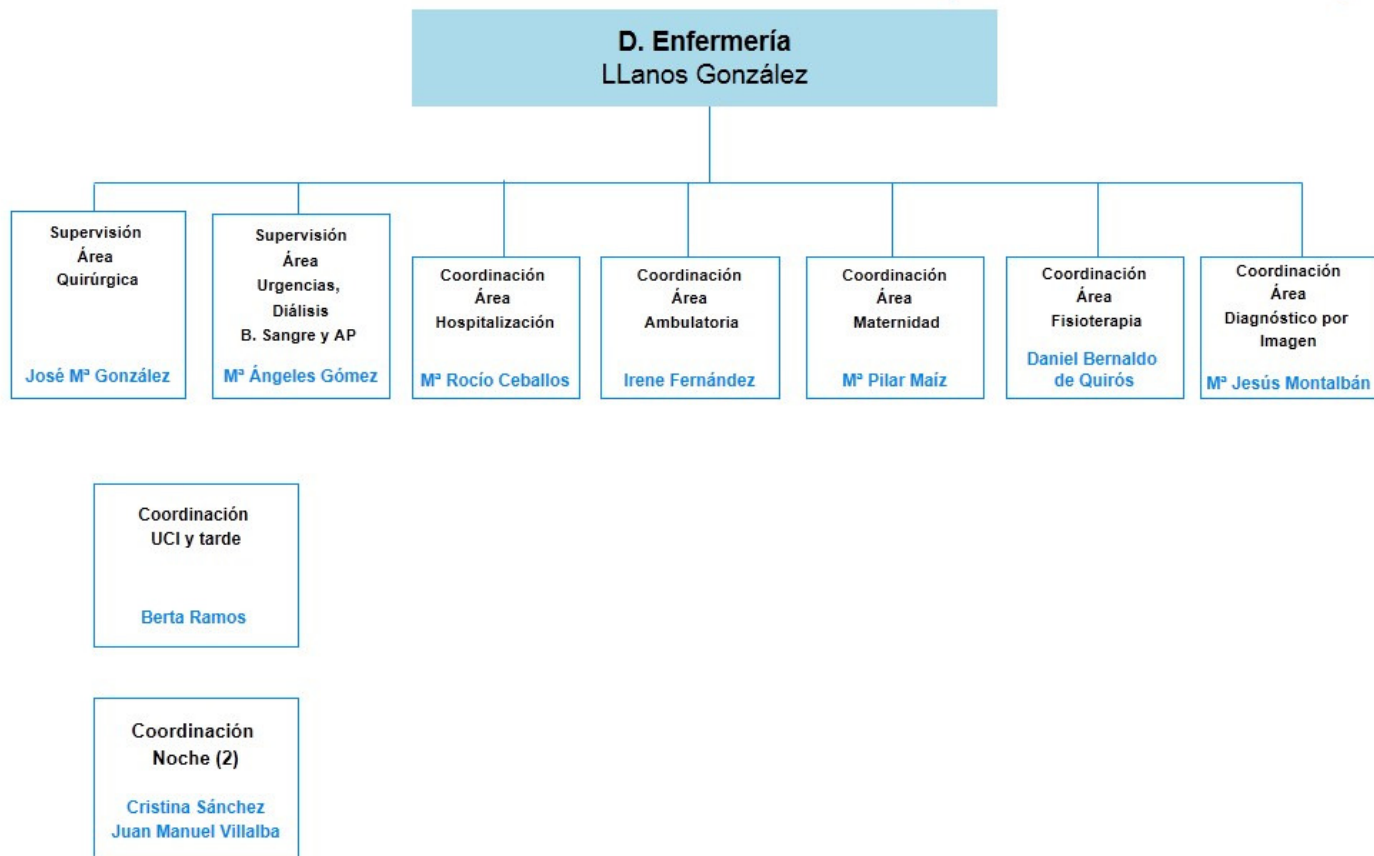 D. Enfermería
LLanos González
Supervisión
Área
Quirúrgica
José Mª González
Supervisión
Área
Urgencias,
Diálisis
B. Sangre y AP
Mª Ángeles Gómez
Coordinación
Área
Hospitalización
Mª Rocío Ceballos
Coordinación
Área
Ambulatoria
Irene Fernández
Coordinación
Área
Maternidad
Mª Pilar Maíz
Coordinación
Área
Fisioterapia
Daniel Bernaldo
de Quirós
Coordinación
Área
Diagnóstico por
Imagen
Mª Jesús Montalbán
Coordinación
UCI y tarde
Berta Ramos
Coordinación
Noche (2)
Cristina Sánchez
Juan Manuel Villalba